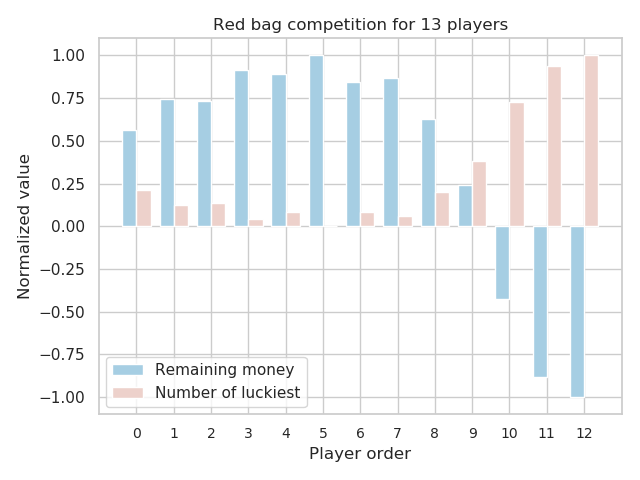 Red bag competition for 13 players
Normalized value
1.00
0.75
0.50
0.25
0.00
−0.25
−0.50
−0.75
−1.00
Remaining money
Number of luckiest
0 1 2 3 4 5 6 7 8 9 10 11 12
Player order